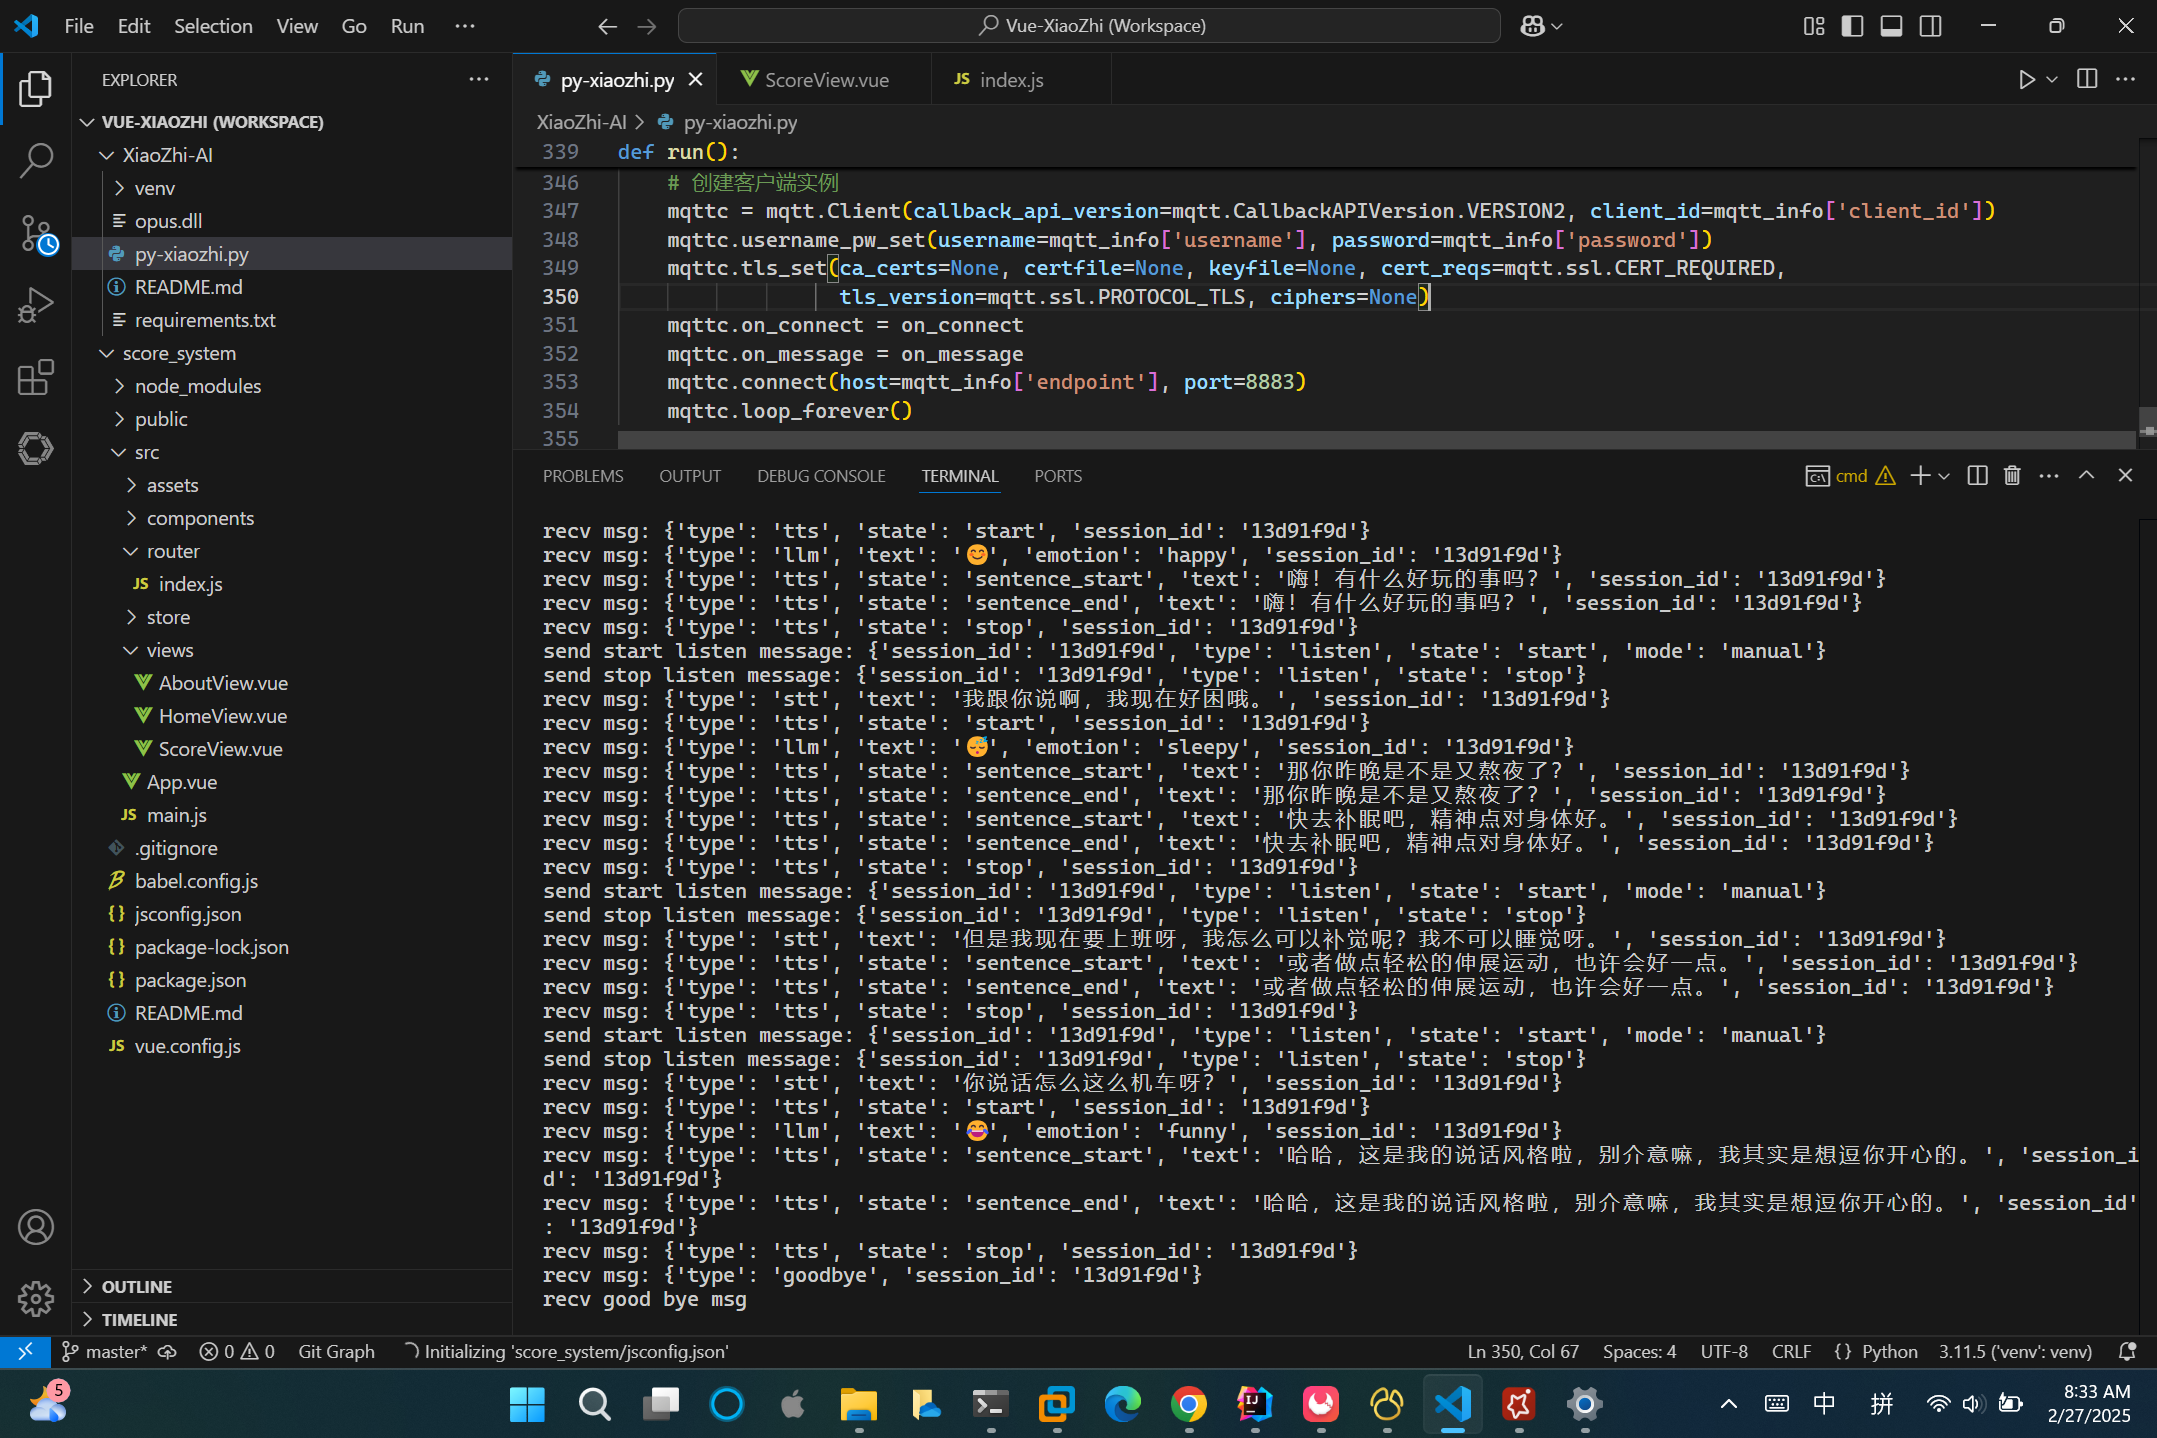 File Edit Selection View Go Run ···
Vue-XiaoZhi (Workspace)
EXPLORER
VUE-XIAOZHI (WORKSPACE)
XiaoZhi-AI
venv
opus.dll
py-xiaozhi.py
README.md
requirements.txt
score_system
node_modules
public
src
assets
components
router
JS index.js
store
views
AboutView.vue
HomeView.vue
ScoreView.vue
App.vue
JS main.js
.gitignore
babel.config.js
{} jsconfig.json
{} package-lock.json
{} package.json
README.md
JS vue.config.js
OUTLINE
TIMELINE
py-xiaozhi.py ScoreView.vue JS index.js
XiaoZhi-AI > py-xiaozhi.py
339 def run():
346 # 创建客户端实例
347 mqttc = mqtt.Client(callback_api_version=mqtt.CallbackAPIVersion.VERSION2, client_id=mqtt_info['client_id'])
348 mqttc.username_pw_set(username=mqtt_info['username'], password=mqtt_info['password'])
349 mqttc.tls_set(ca_certs=None, certfile=None, keyfile=None, cert_reqs=mqtt.ssl.CERT_REQUIRED,
350 tls_version=mqtt.ssl.PROTOCOL_TLS, ciphers=None)
351 mqttc.on_connect = on_connect
352 mqttc.on_message = on_message
353 mqttc.connect(host=mqtt_info['endpoint'], port=8883)
354 mqttc.loop_forever()
355
PROBLEMS OUTPUT DEBUG CONSOLE TERMINAL PORTS
cmd
recv msg: {'type': 'tts', 'state': 'start', 'session_id': '13d91f9d'}
recv msg: {'type': 'llm', 'text': '😊', 'emotion': 'happy', 'session_id': '13d91f9d'}
recv msg: {'type': 'tts', 'state': 'sentence_start', 'text': '嗨！有什么好玩的事吗？', 'session_id': '13d91f9d'}
recv msg: {'type': 'tts', 'state': 'sentence_end', 'text': '嗨！有什么好玩的事吗？', 'session_id': '13d91f9d'}
recv msg: {'type': 'tts', 'state': 'stop', 'session_id': '13d91f9d'}
send start listen message: {'session_id': '13d91f9d', 'type': 'listen', 'state': 'start', 'mode': 'manual'}
send stop listen message: {'session_id': '13d91f9d', 'type': 'listen', 'state': 'stop'}
recv msg: {'type': 'stt', 'text': '我跟你说啊，我现在好困哦。', 'session_id': '13d91f9d'}
recv msg: {'type': 'tts', 'state': 'start', 'session_id': '13d91f9d'}
recv msg: {'type': 'llm', 'text': '😴', 'emotion': 'sleepy', 'session_id': '13d91f9d'}
recv msg: {'type': 'tts', 'state': 'sentence_start', 'text': '那你昨晚是不是又熬夜了？', 'session_id': '13d91f9d'}
recv msg: {'type': 'tts', 'state': 'sentence_end', 'text': '那你昨晚是不是又熬夜了？', 'session_id': '13d91f9d'}
recv msg: {'type': 'tts', 'state': 'sentence_start', 'text': '快去补眠吧，精神点对身体好。', 'session_id': '13d91f9d'}
recv msg: {'type': 'tts', 'state': 'sentence_end', 'text': '快去补眠吧，精神点对身体好。', 'session_id': '13d91f9d'}
recv msg: {'type': 'tts', 'state': 'stop', 'session_id': '13d91f9d'}
send start listen message: {'session_id': '13d91f9d', 'type': 'listen', 'state': 'start', 'mode': 'manual'}
send stop listen message: {'session_id': '13d91f9d', 'type': 'listen', 'state': 'stop'}
recv msg: {'type': 'stt', 'text': '但是我现在要上班呀，我怎么可以补觉呢？我不可以睡觉呀。', 'session_id': '13d91f9d'}
recv msg: {'type': 'tts', 'state': 'sentence_start', 'text': '或者做点轻松的伸展运动，也许会好一点。', 'session_id': '13d91f9d'}
recv msg: {'type': 'tts', 'state': 'sentence_end', 'text': '或者做点轻松的伸展运动，也许会好一点。', 'session_id': '13d91f9d'}
recv msg: {'type': 'tts', 'state': 'stop', 'session_id': '13d91f9d'}
send start listen message: {'session_id': '13d91f9d', 'type': 'listen', 'state': 'start', 'mode': 'manual'}
send stop listen message: {'session_id': '13d91f9d', 'type': 'listen', 'state': 'stop'}
recv msg: {'type': 'stt', 'text': '你说话怎么这么机车呀？', 'session_id': '13d91f9d'}
recv msg: {'type': 'tts', 'state': 'start', 'session_id': '13d91f9d'}
recv msg: {'type': 'llm', 'text': '😂', 'emotion': 'funny', 'session_id': '13d91f9d'}
recv msg: {'type': 'tts', 'state': 'sentence_start', 'text': '哈哈，这是我的说话风格啦，别介意嘛，我其实是想逗你开心的。', 'session_i
d': '13d91f9d'}
recv msg: {'type': 'tts', 'state': 'sentence_end', 'text': '哈哈，这是我的说话风格啦，别介意嘛，我其实是想逗你开心的。', 'session_id'
: '13d91f9d'}
recv msg: {'type': 'tts', 'state': 'stop', 'session_id': '13d91f9d'}
recv msg: {'type': 'goodbye', 'session_id': '13d91f9d'}
recv good bye msg
master* 0 0 Git Graph Initializing 'score_system/jsconfig.json' Ln 350, Col 67 Spaces: 4 UTF-8 CRLF {} Python 3.11.5 ('venv': venv)
5 中 拼 8:33 AM
2/27/2025